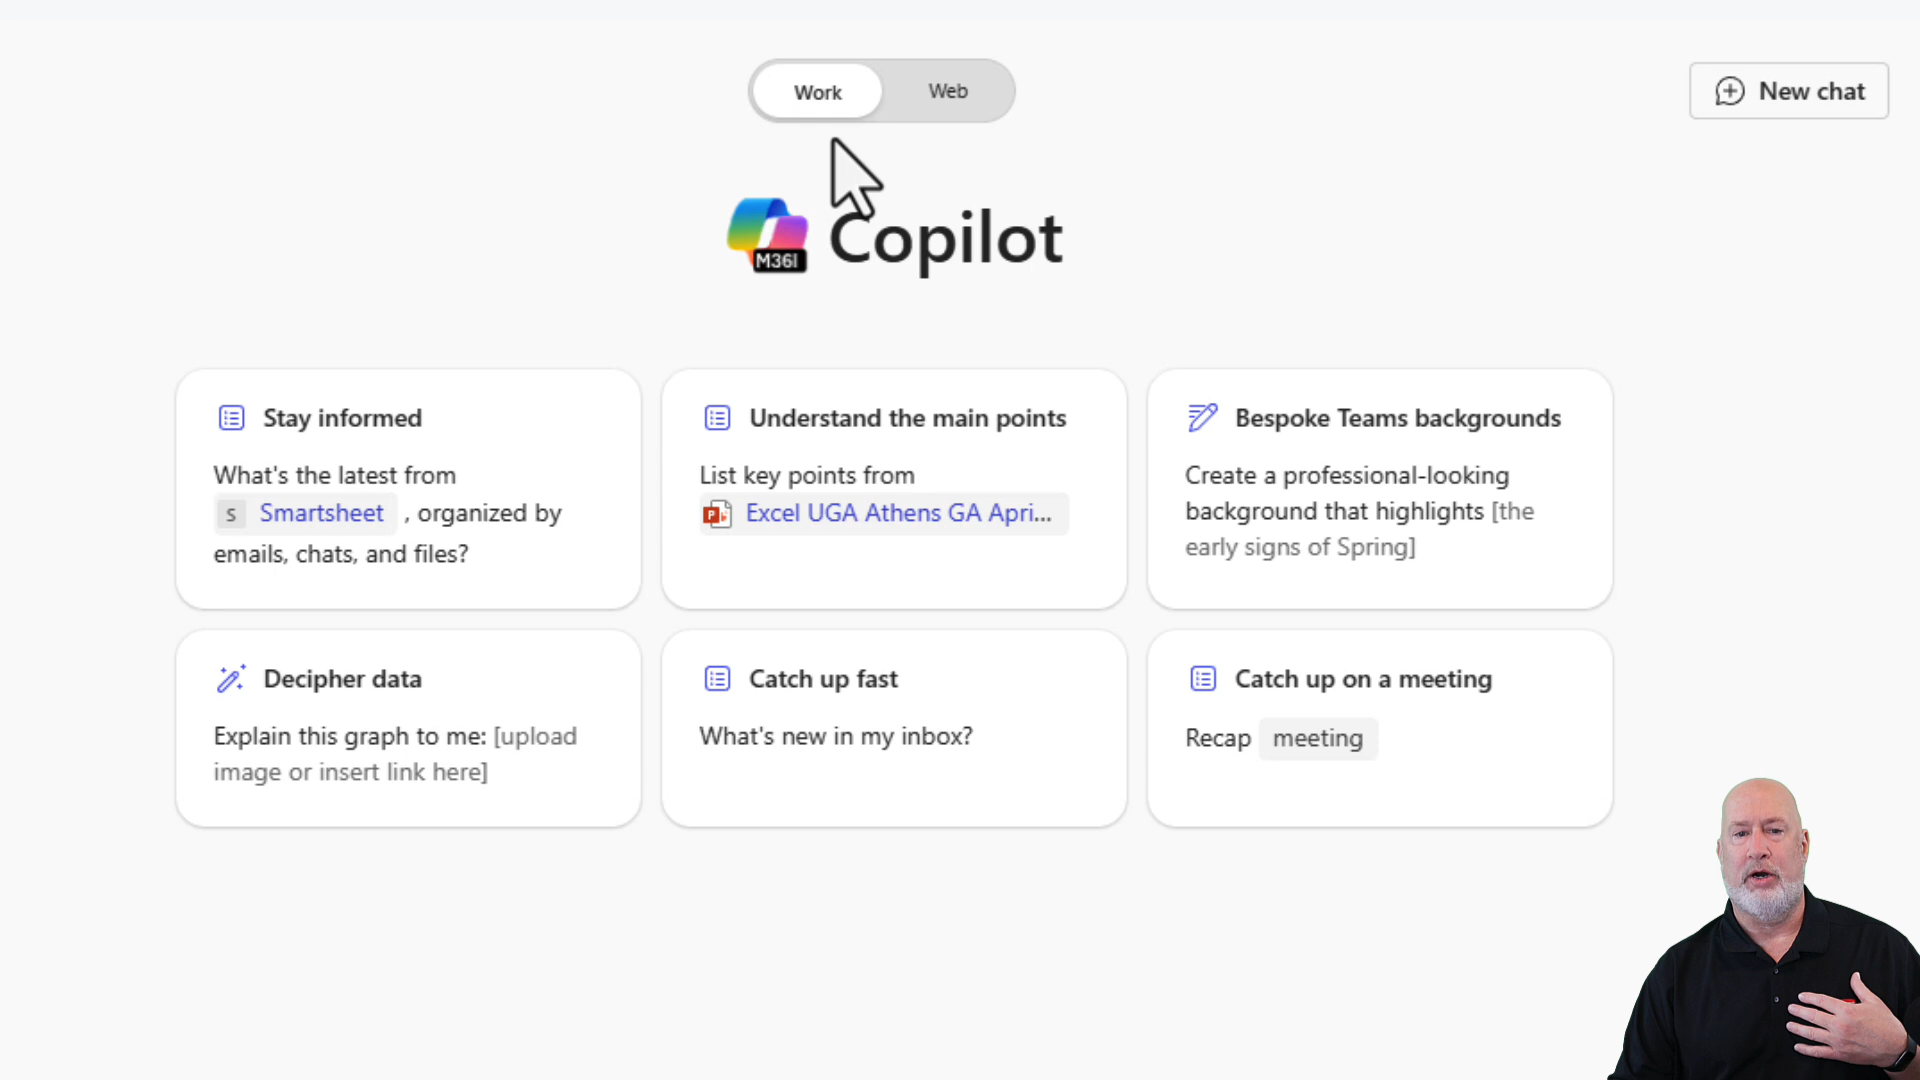 Work
Web
New chat
M36
Copilot
Stay informed
What's the latest from
S Smartsheet , organized by
emails, chats, and files?
Understand the main points
List key points from
Excel UGA Athens GA Apri...
Bespoke Teams backgrounds
Create a professional-looking
background that highlights [the
early signs of Spring]
Decipher data
Explain this graph to me: [upload
image or insert link here]
Catch up fast
What's new in my inbox?
Catch up on a meeting
Recap meeting